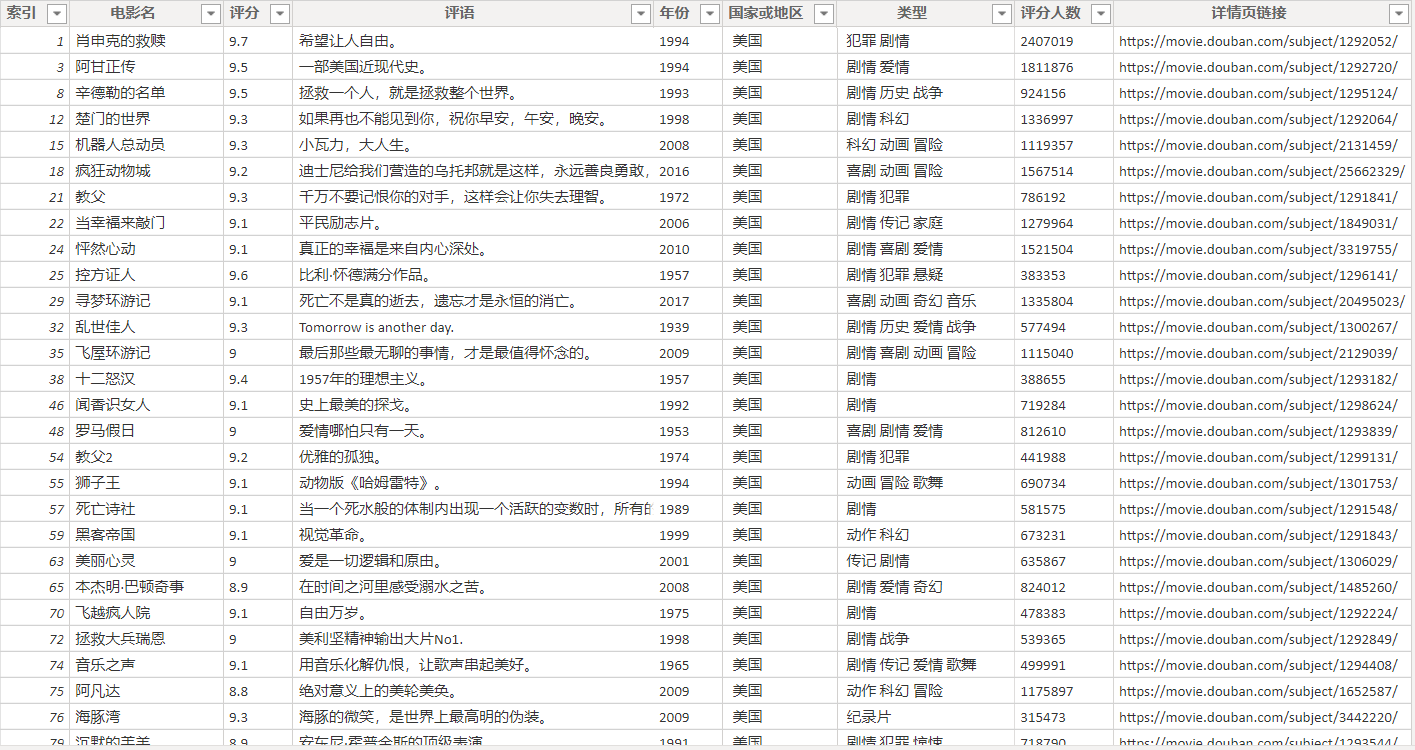 索引 电影名 评分 评语 年份 国家或地区 类型 评分人数 详情页链接
1 肖申克的救赎 9.7 希望让人自由。 1994 美国 犯罪 剧情 2407019 https://movie.douban.com/subject/1292052/
3 阿甘正传 9.5 一部美国近现代史。 1994 美国 剧情 爱情 1811876 https://movie.douban.com/subject/1292720/
8 辛德勒的名单 9.5 拯救一个人，就是拯救整个世界。 1993 美国 剧情 历史 战争 924156 https://movie.douban.com/subject/1295124/
12 楚门的世界 9.3 如果再也不能见到你，祝你早安，午安，晚安。 1998 美国 剧情 科幻 1336997 https://movie.douban.com/subject/1292064/
15 机器人总动员 9.3 小瓦力，大人生。 2008 美国 科幻 动画 冒险 1119357 https://movie.douban.com/subject/2131459/
18 疯狂动物城 9.2 迪士尼给我们营造的乌托邦就是这样，永远善良勇敢， 2016 美国 喜剧 动画 冒险 1567514 https://movie.douban.com/subject/25662329/
21 教父 9.3 千万不要记恨你的对手，这样会让你失去理智。 1972 美国 剧情 犯罪 786192 https://movie.douban.com/subject/1291841/
22 当幸福来敲门 9.1 平民励志片。 2006 美国 剧情 传记 家庭 1279964 https://movie.douban.com/subject/1849031/
24 怦然心动 9.1 真正的幸福是来自内心深处。 2010 美国 剧情 喜剧 爱情 1521504 https://movie.douban.com/subject/3319755/
25 控方证人 9.6 比利·怀德满分作品。 1957 美国 剧情 犯罪 悬疑 383353 https://movie.douban.com/subject/1296141/
29 寻梦环游记 9.1 死亡不是真的逝去，遗忘才是永恒的消亡。 2017 美国 喜剧 动画 奇幻 音乐 1335804 https://movie.douban.com/subject/20495023/
32 乱世佳人 9.3 Tomorrow is another day. 1939 美国 剧情 历史 爱情 战争 577494 https://movie.douban.com/subject/1300267/
35 飞屋环游记 9 最后那些最无聊的事情，才是最值得怀念的。 2009 美国 剧情 喜剧 动画 冒险 1115040 https://movie.douban.com/subject/2129039/
38 十二怒汉 9.4 1957年的理想主义。 1957 美国 剧情 388655 https://movie.douban.com/subject/1293182/
46 闻香识女人 9.1 史上最美的探戈。 1992 美国 剧情 719284 https://movie.douban.com/subject/1298624/
48 罗马假日 9 爱情哪怕只有一天。 1953 美国 喜剧 剧情 爱情 812610 https://movie.douban.com/subject/1293839/
54 教父2 9.2 优雅的孤独。 1974 美国 剧情 犯罪 441988 https://movie.douban.com/subject/1299131/
55 狮子王 9.1 动物版《哈姆雷特》。 1994 美国 动画 冒险 歌舞 690734 https://movie.douban.com/subject/1301753/
57 死亡诗社 9.1 当一个死水般的体制内出现一个活跃的变数时，所有的 1989 美国 剧情 581575 https://movie.douban.com/subject/1291548/
59 黑客帝国 9.1 视觉革命。 1999 美国 动作 科幻 673231 https://movie.douban.com/subject/1291843/
63 美丽心灵 9 爱是一切逻辑和原由。 2001 美国 传记 剧情 635867 https://movie.douban.com/subject/1306029/
65 本杰明·巴顿奇事 8.9 在时间之河里感受溺水之苦。 2008 美国 剧情 爱情 奇幻 824012 https://movie.douban.com/subject/1485260/
70 飞越疯人院 9.1 自由万岁。 1975 美国 剧情 478383 https://movie.douban.com/subject/1292224/
72 拯救大兵瑞恩 9 美利坚精神输出大片No1. 1998 美国 剧情 战争 539365 https://movie.douban.com/subject/1292849/
74 音乐之声 9.1 用音乐化解仇恨，让歌声串起美好。 1965 美国 剧情 传记 爱情 歌舞 499991 https://movie.douban.com/subject/1294408/
75 阿凡达 8.8 绝对意义上的美轮美奂。 2009 美国 动作 科幻 冒险 1175897 https://movie.douban.com/subject/1652587/
76 海豚湾 9.3 海豚的微笑，是世界上最高明的伪装。 2009 美国 纪录片 315473 https://movie.douban.com/subject/3442220/
79 沉默的羔羊 8.9 安东尼·霍普金斯的顶级表演 1991 美国 剧情 犯罪 惊悚 718790 https://movie.douban.com/subject/1293544/